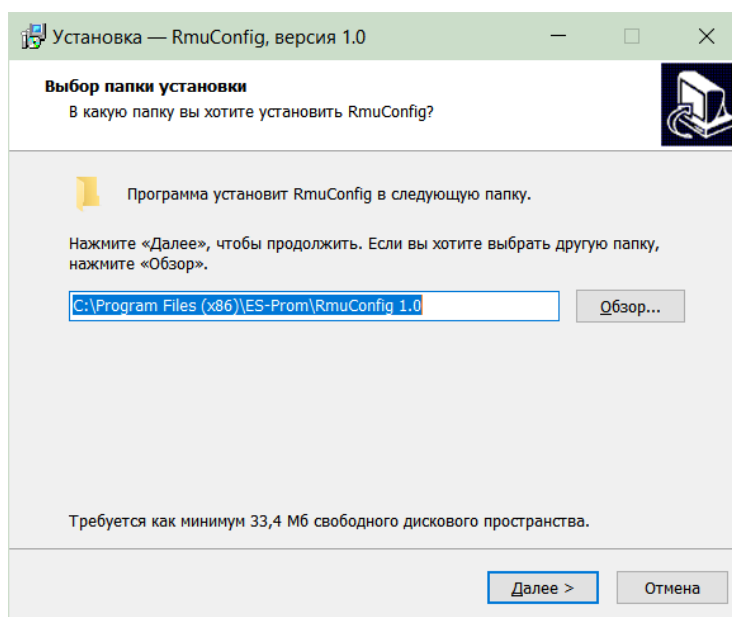 Установка — RmuConfig, версия 1.0
Выбор папки установки
В какую папку вы хотите установить RmuConfig?
Программа установит RmuConfig в следующую папку.
Нажмите «Далее», чтобы продолжить. Если вы хотите выбрать другую папку,
нажмите «Обзор».
C:\Program Files (x86)\ES-Prom\RmuConfig 1.0
Обзор...
Требуется как минимум 33,4 Мб свободного дискового пространства.
Далее >
Отмена